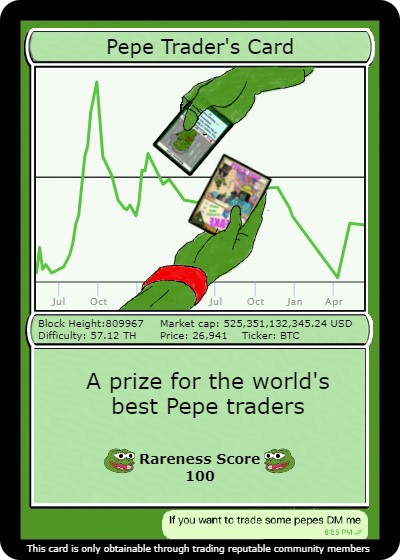 Pepe Trader's Card
Jul Oct Jul Oct Jan Apr
Block Height:809967 Market cap: 525,351,132,345.24 USD
Difficulty: 57.12 TH Price: 26,941 Ticker: BTC
A prize for the world's
best Pepe traders
Rareness Score
100
If you want to trade some pepes DM me
This card is only obtainable through trading reputable community members